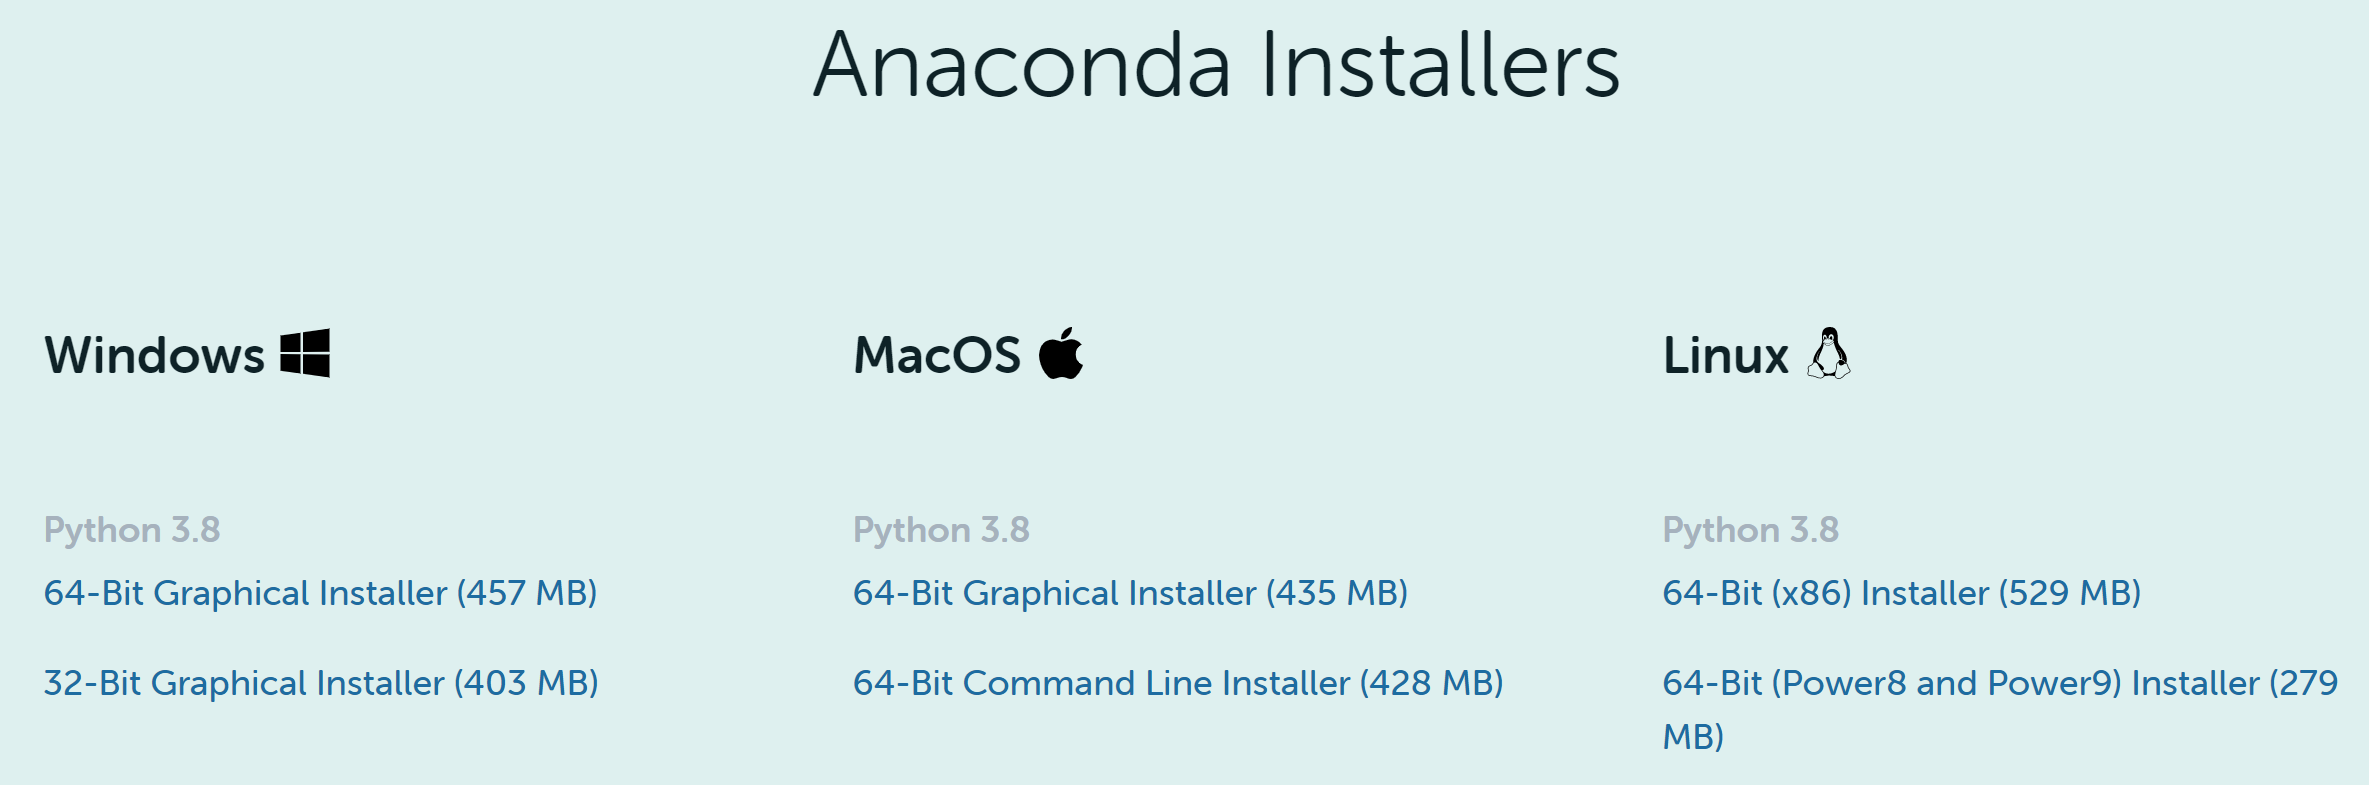 Anaconda Installers
Windows
MacOS
Linux
Python 3.8
64-Bit Graphical Installer (457 MB)
32-Bit Graphical Installer (403 MB)
Python 3.8
64-Bit Graphical Installer (435 MB)
64-Bit Command Line Installer (428 MB)
Python 3.8
64-Bit (x86) Installer (529 MB)
64-Bit (Power8 and Power9) Installer (279
MB)